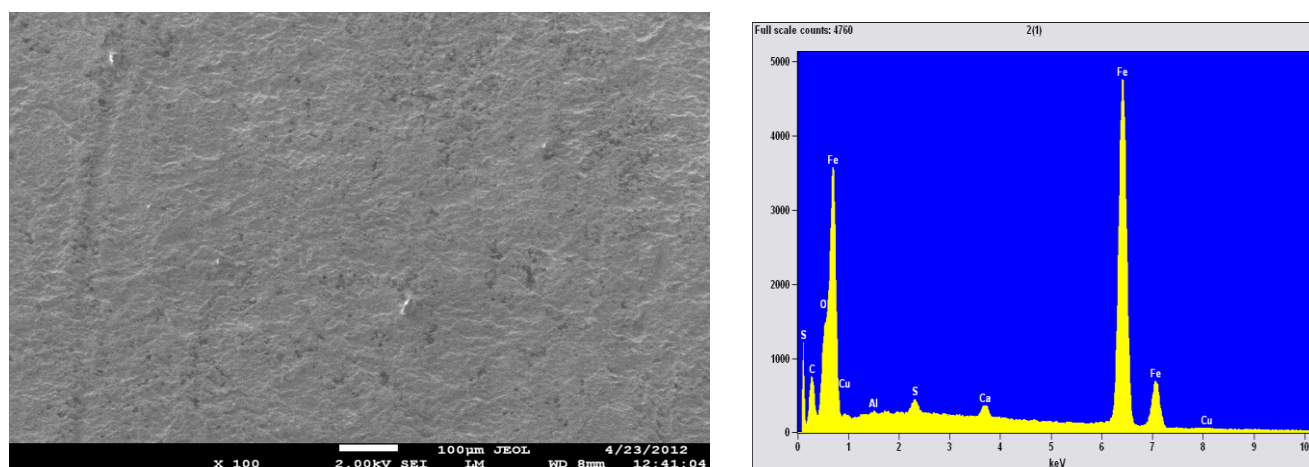 100µm JEOL 4/23/2012
X 100 2.00kV SEI LM WD 8mm 12:41:04
Full scale counts: 4760 2(1)
5000
4000
3000
2000
1000
0
Fe
Fe
O
S
C
Cu
Al
S
Ca
Fe
Cu
0 1 2 3 4 5 6 7 8 9 10
keV